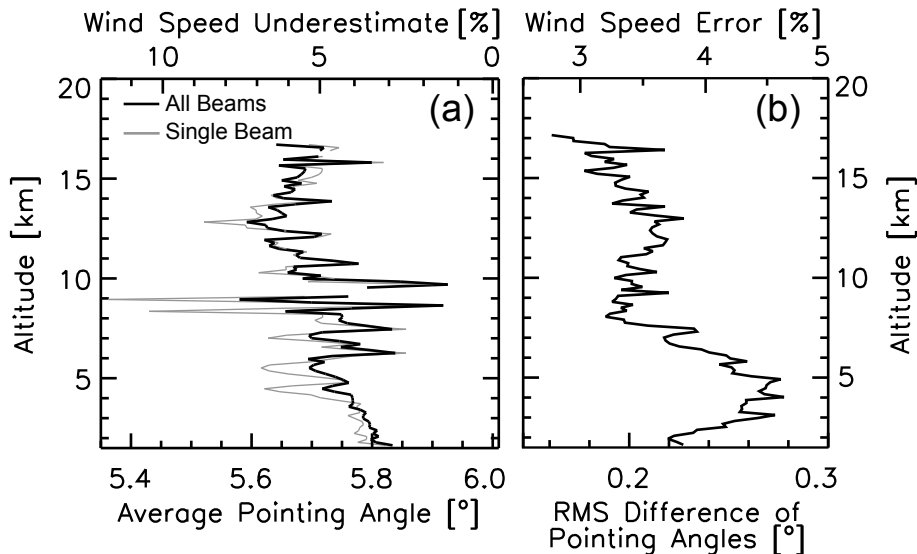 Wind Speed Underestimate [%]
10 5 0
20
All Beams
Single Beam
(a)
15
10
5
Altitude [km]
5.4 5.6 5.8 6.0
Average Pointing Angle [°]
Wind Speed Error [%]
3 4 5
(b)
20
15
10
5
Altitude [km]
0.2 0.3
RMS Difference of
Pointing Angles [°]